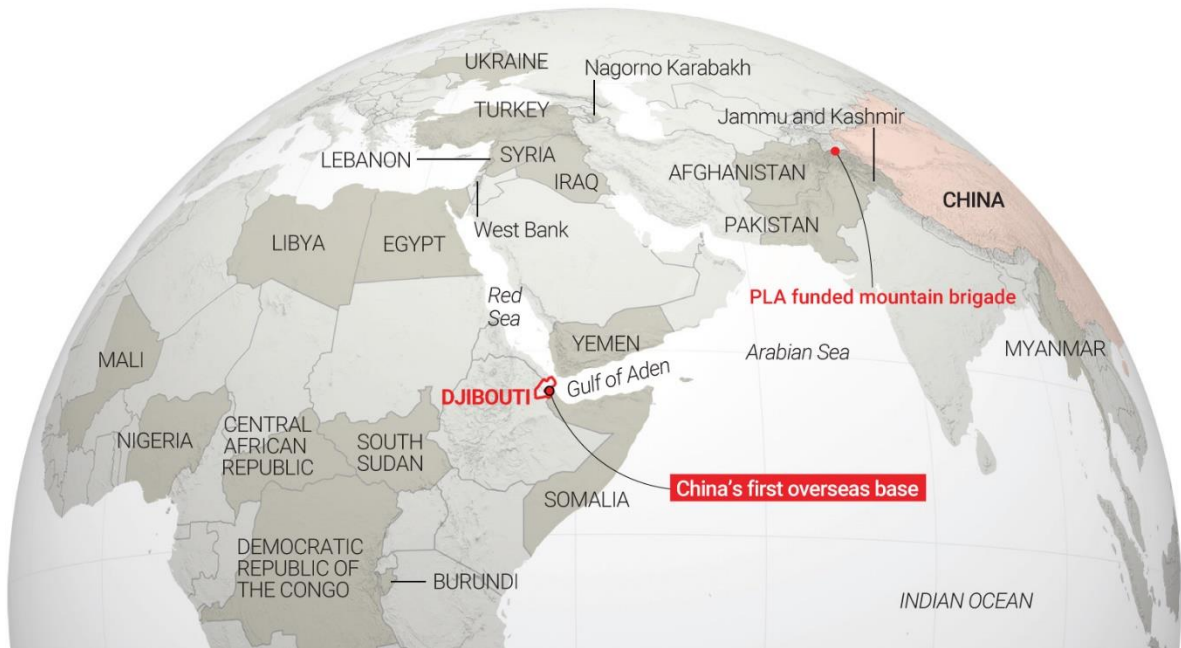 UKRAINE
Nagorno Karabakh
TURKEY
Jammu and Kashmir
LEBANON
SYRIA
AFGHANISTAN
IRAQ
CHINA
PAKISTAN
West Bank
LIBYA
EGYPT
Red
Sea
PLA funded mountain brigade
YEMEN
Arabian Sea
MYANMAR
MALI
Gulf of Aden
DJIBOUTI
NIGERIA
CENTRAL
AFRICAN
REPUBLIC
SOUTH
SUDAN
China's first overseas base
SOMALIA
DEMOCRATIC
REPUBLIC OF
THE CONGO
BURUNDI
INDIAN OCEAN